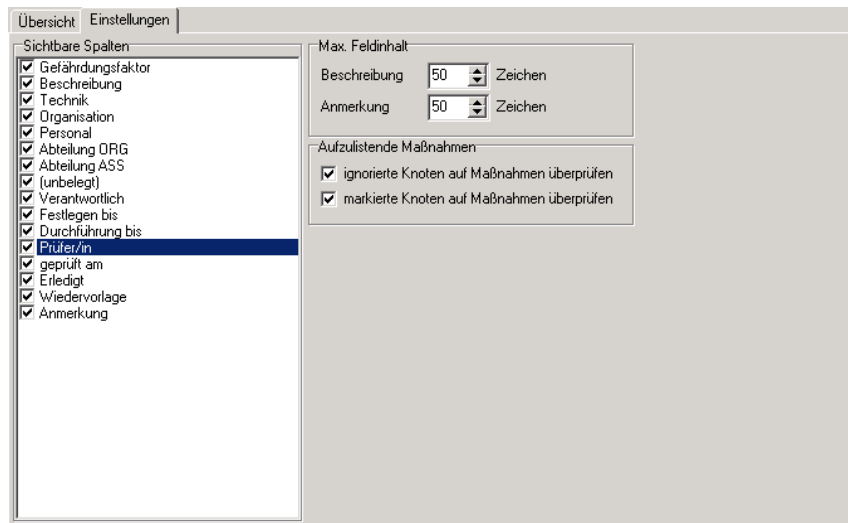 Übersicht Einstellungen
Sichtbare Spalten
Gefährdungsfaktor
Beschreibung
Technik
Organisation
Personal
Abteilung ORG
Abteilung ASS
(unbelegt)
Verantwortlich
Festlegen bis
Durchführung bis
Prüfer/in
geprüft am
Erledigt
Wiedervorlage
Anmerkung
Max. Feldinhalt
Beschreibung 50 Zeichen
Anmerkung 50 Zeichen
Aufzulistende Maßnahmen
ignorierte Knoten auf Maßnahmen überprüfen
markierte Knoten auf Maßnahmen überprüfen